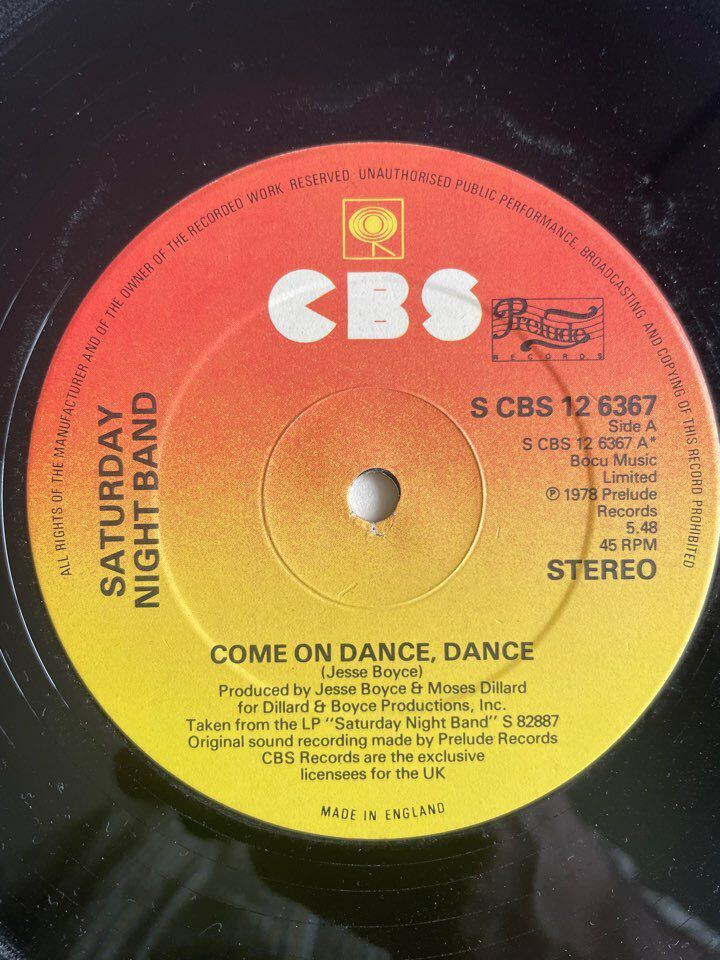 ALL RIGHTS OF THE MANUFACTURER AND OF THE OWNER OF THE RECORDED WORK RESERVED UNAUTHORISED PUBLIC PERFORMANCE, BROADCASTING AND COPYING OF THIS RECORD PROHIBITED
CBS
Prelude
RECORDS
SATURDAY
NIGHT BAND
S CBS 12 6367
Side A
S CBS 12 6367 A*
Bocu Music
Limited
℗ 1978 Prelude
Records
5.48
45 RPM
STEREO
COME ON DANCE, DANCE
(Jesse Boyce)
Produced by Jesse Boyce & Moses Dillard
for Dillard & Boyce Productions, Inc.
Taken from the LP "Saturday Night Band" S 82887
Original sound recording made by Prelude Records
CBS Records are the exclusive
licensees for the UK
MADE IN ENGLAND